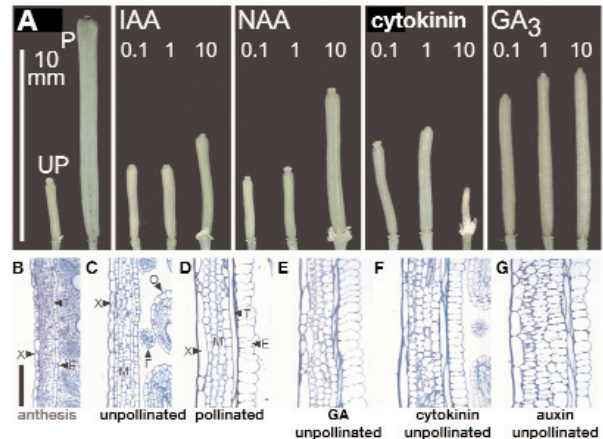 A P IAA NAA cytokinin GA3
0.1 1 10 0.1 1 10 0.1 1 10 0.1 1 10
10
mm
UP
B C D E F G
O
X T
X E M X E
F
M
anthesis unpollinated pollinated GA cytokinin auxin
unpollinated unpollinated unpollinated